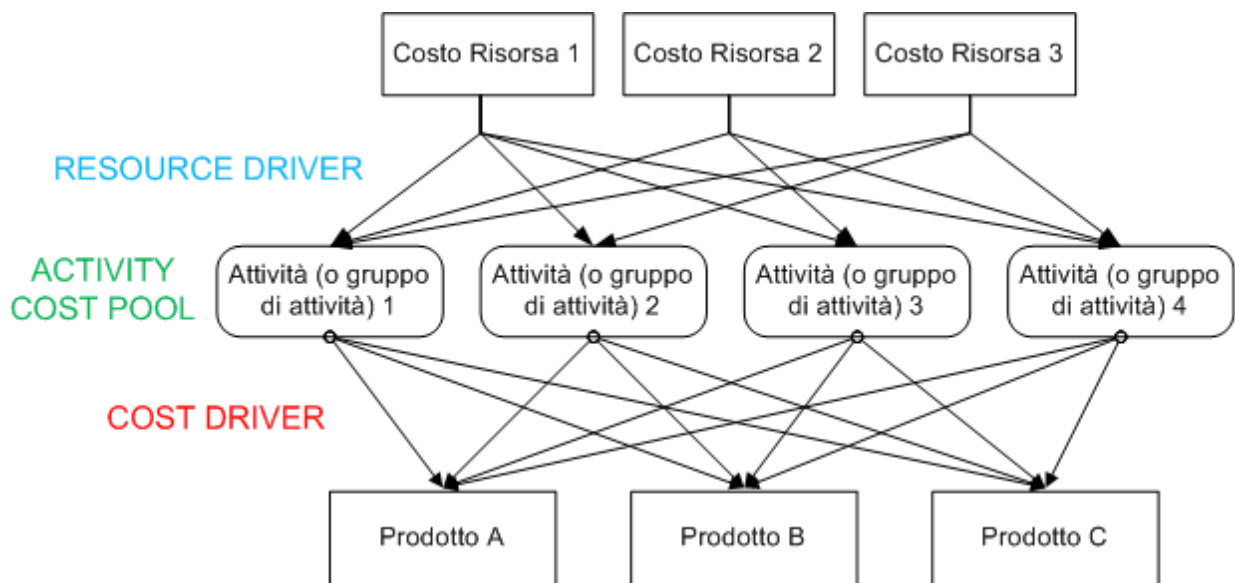 Costo Risorsa 1
Costo Risorsa 2
Costo Risorsa 3
RESOURCE DRIVER
ACTIVITY
COST POOL
Attività (o gruppo
di attività) 1
Attività (o gruppo
di attività) 2
Attività (o gruppo
di attività) 3
Attività (o gruppo
di attività) 4
COST DRIVER
Prodotto A
Prodotto B
Prodotto C